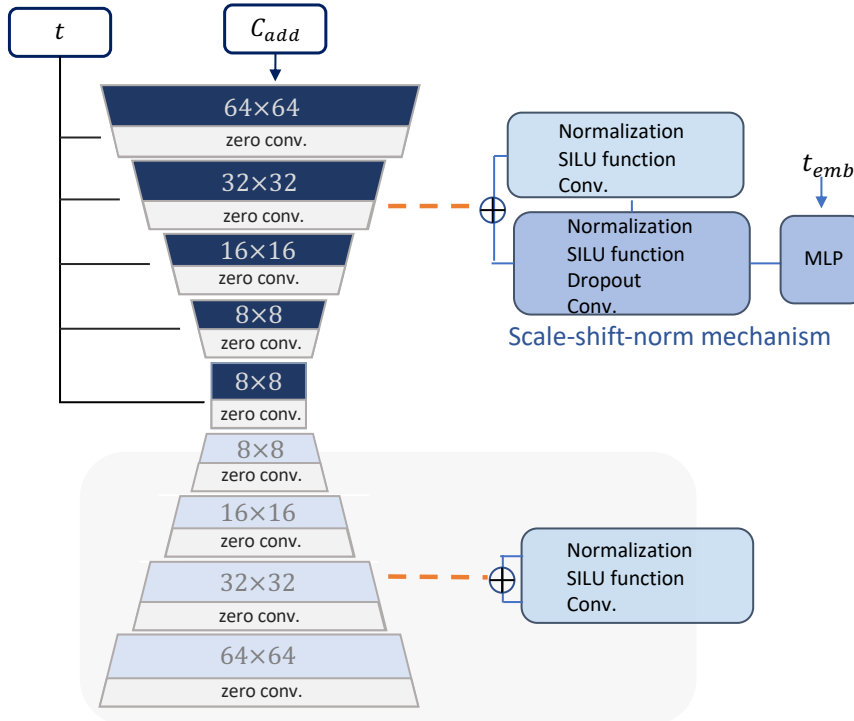 t
C_add
64×64
zero conv.
32×32
zero conv.
16×16
zero conv.
8×8
zero conv.
8×8
zero conv.
8×8
zero conv.
16×16
zero conv.
32×32
zero conv.
64×64
zero conv.
Normalization
SILU function
Conv.
Normalization
SILU function
Dropout
Conv.
t_emb
MLP
Scale-shift-norm mechanism
Normalization
SILU function
Conv.